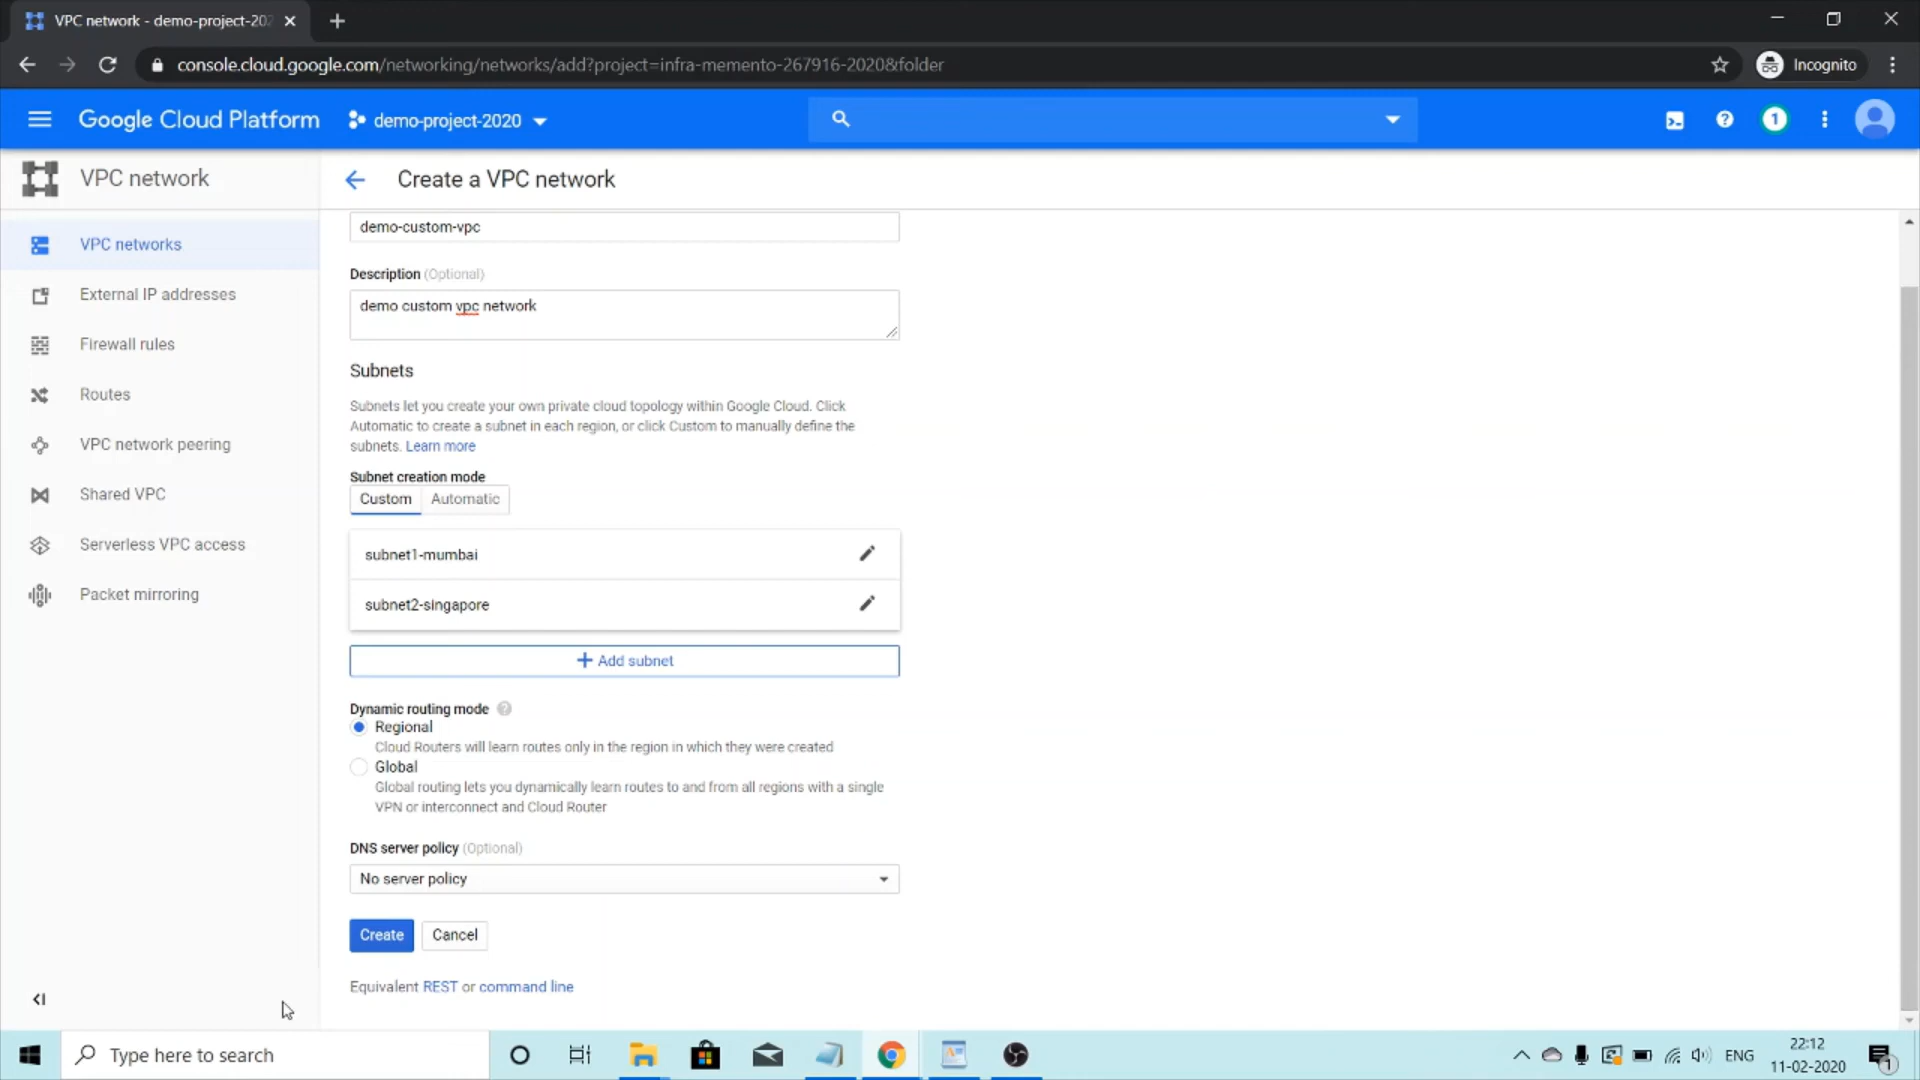 VPC network - demo-project-202
console.cloud.google.com/networking/networks/add?project=infra-memento-267916-2020&folder
Incognito
Google Cloud Platform
demo-project-2020
1
VPC network
Create a VPC network
demo-custom-vpc
VPC networks
External IP addresses
Firewall rules
Routes
VPC network peering
Shared VPC
Serverless VPC access
Packet mirroring
Description (Optional)
demo custom vpc network
Subnets
Subnets let you create your own private cloud topology within Google Cloud. Click
Automatic to create a subnet in each region, or click Custom to manually define the
subnets. Learn more
Subnet creation mode
Custom Automatic
subnet1-mumbai
subnet2-singapore
+ Add subnet
Dynamic routing mode
Regional
Cloud Routers will learn routes only in the region in which they were created
Global
Global routing lets you dynamically learn routes to and from all regions with a single
VPN or interconnect and Cloud Router
DNS server policy (Optional)
No server policy
Create Cancel
Equivalent REST or command line
Type here to search
ENG
22:12
11-02-2020
1